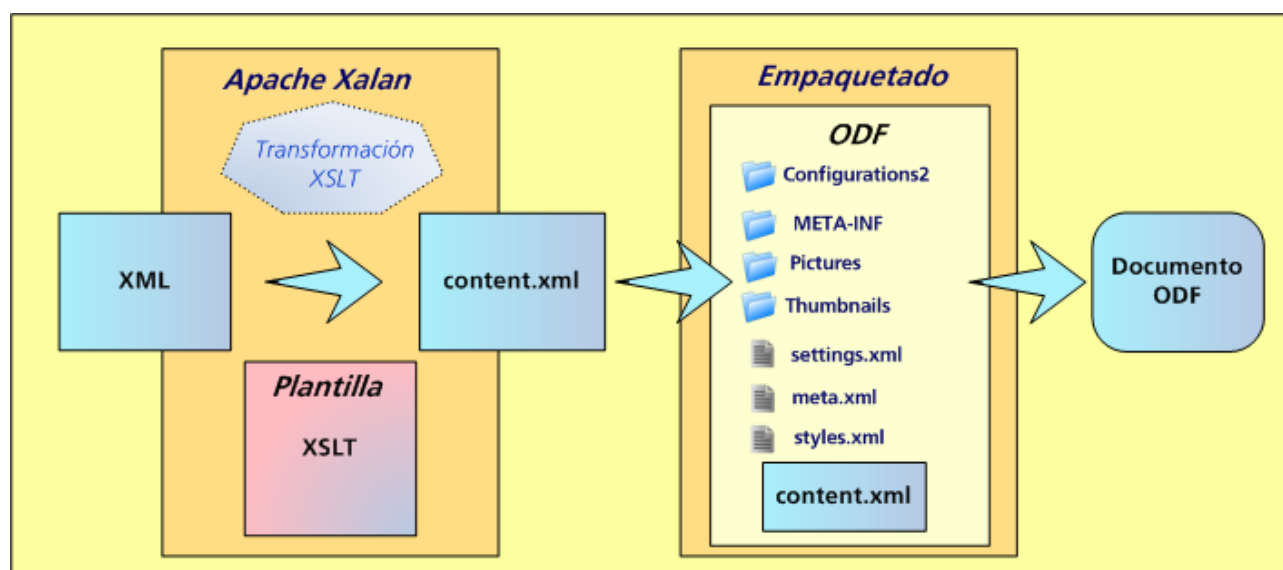 Apache Xalan
Transformación
XSLT
XML
content.xml
Plantilla
XSLT
Empaquetado
ODF
Configurations2
META-INF
Pictures
Thumbnails
settings.xml
meta.xml
styles.xml
content.xml
Documento
ODF